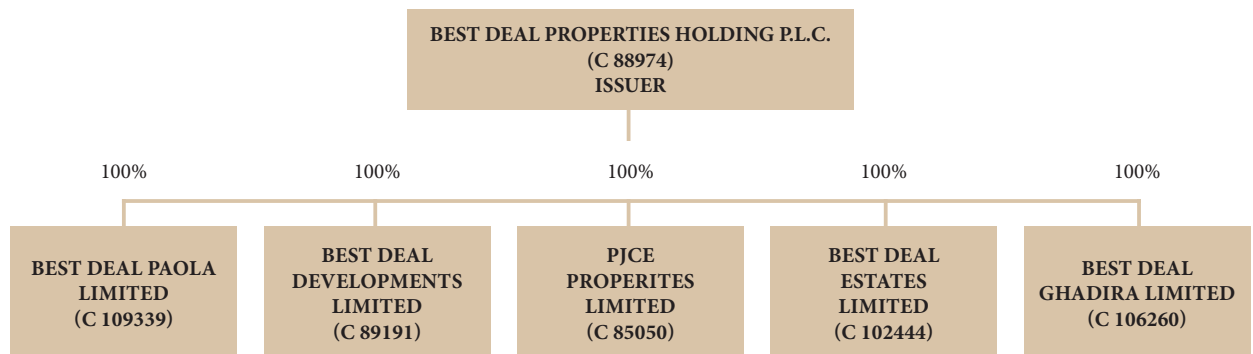 BEST DEAL PROPERTIES HOLDING P.L.C.
(C 88974)
ISSUER
100%
100%
100%
100%
100%
BEST DEAL PAOLA
LIMITED
(C 109339)
BEST DEAL
DEVELOPMENTS
LIMITED
(C 89191)
PJCE
PROPERITES
LIMITED
(C 85050)
BEST DEAL
ESTATES
LIMITED
(C 102444)
BEST DEAL
GHADIRA LIMITED
(C 106260)